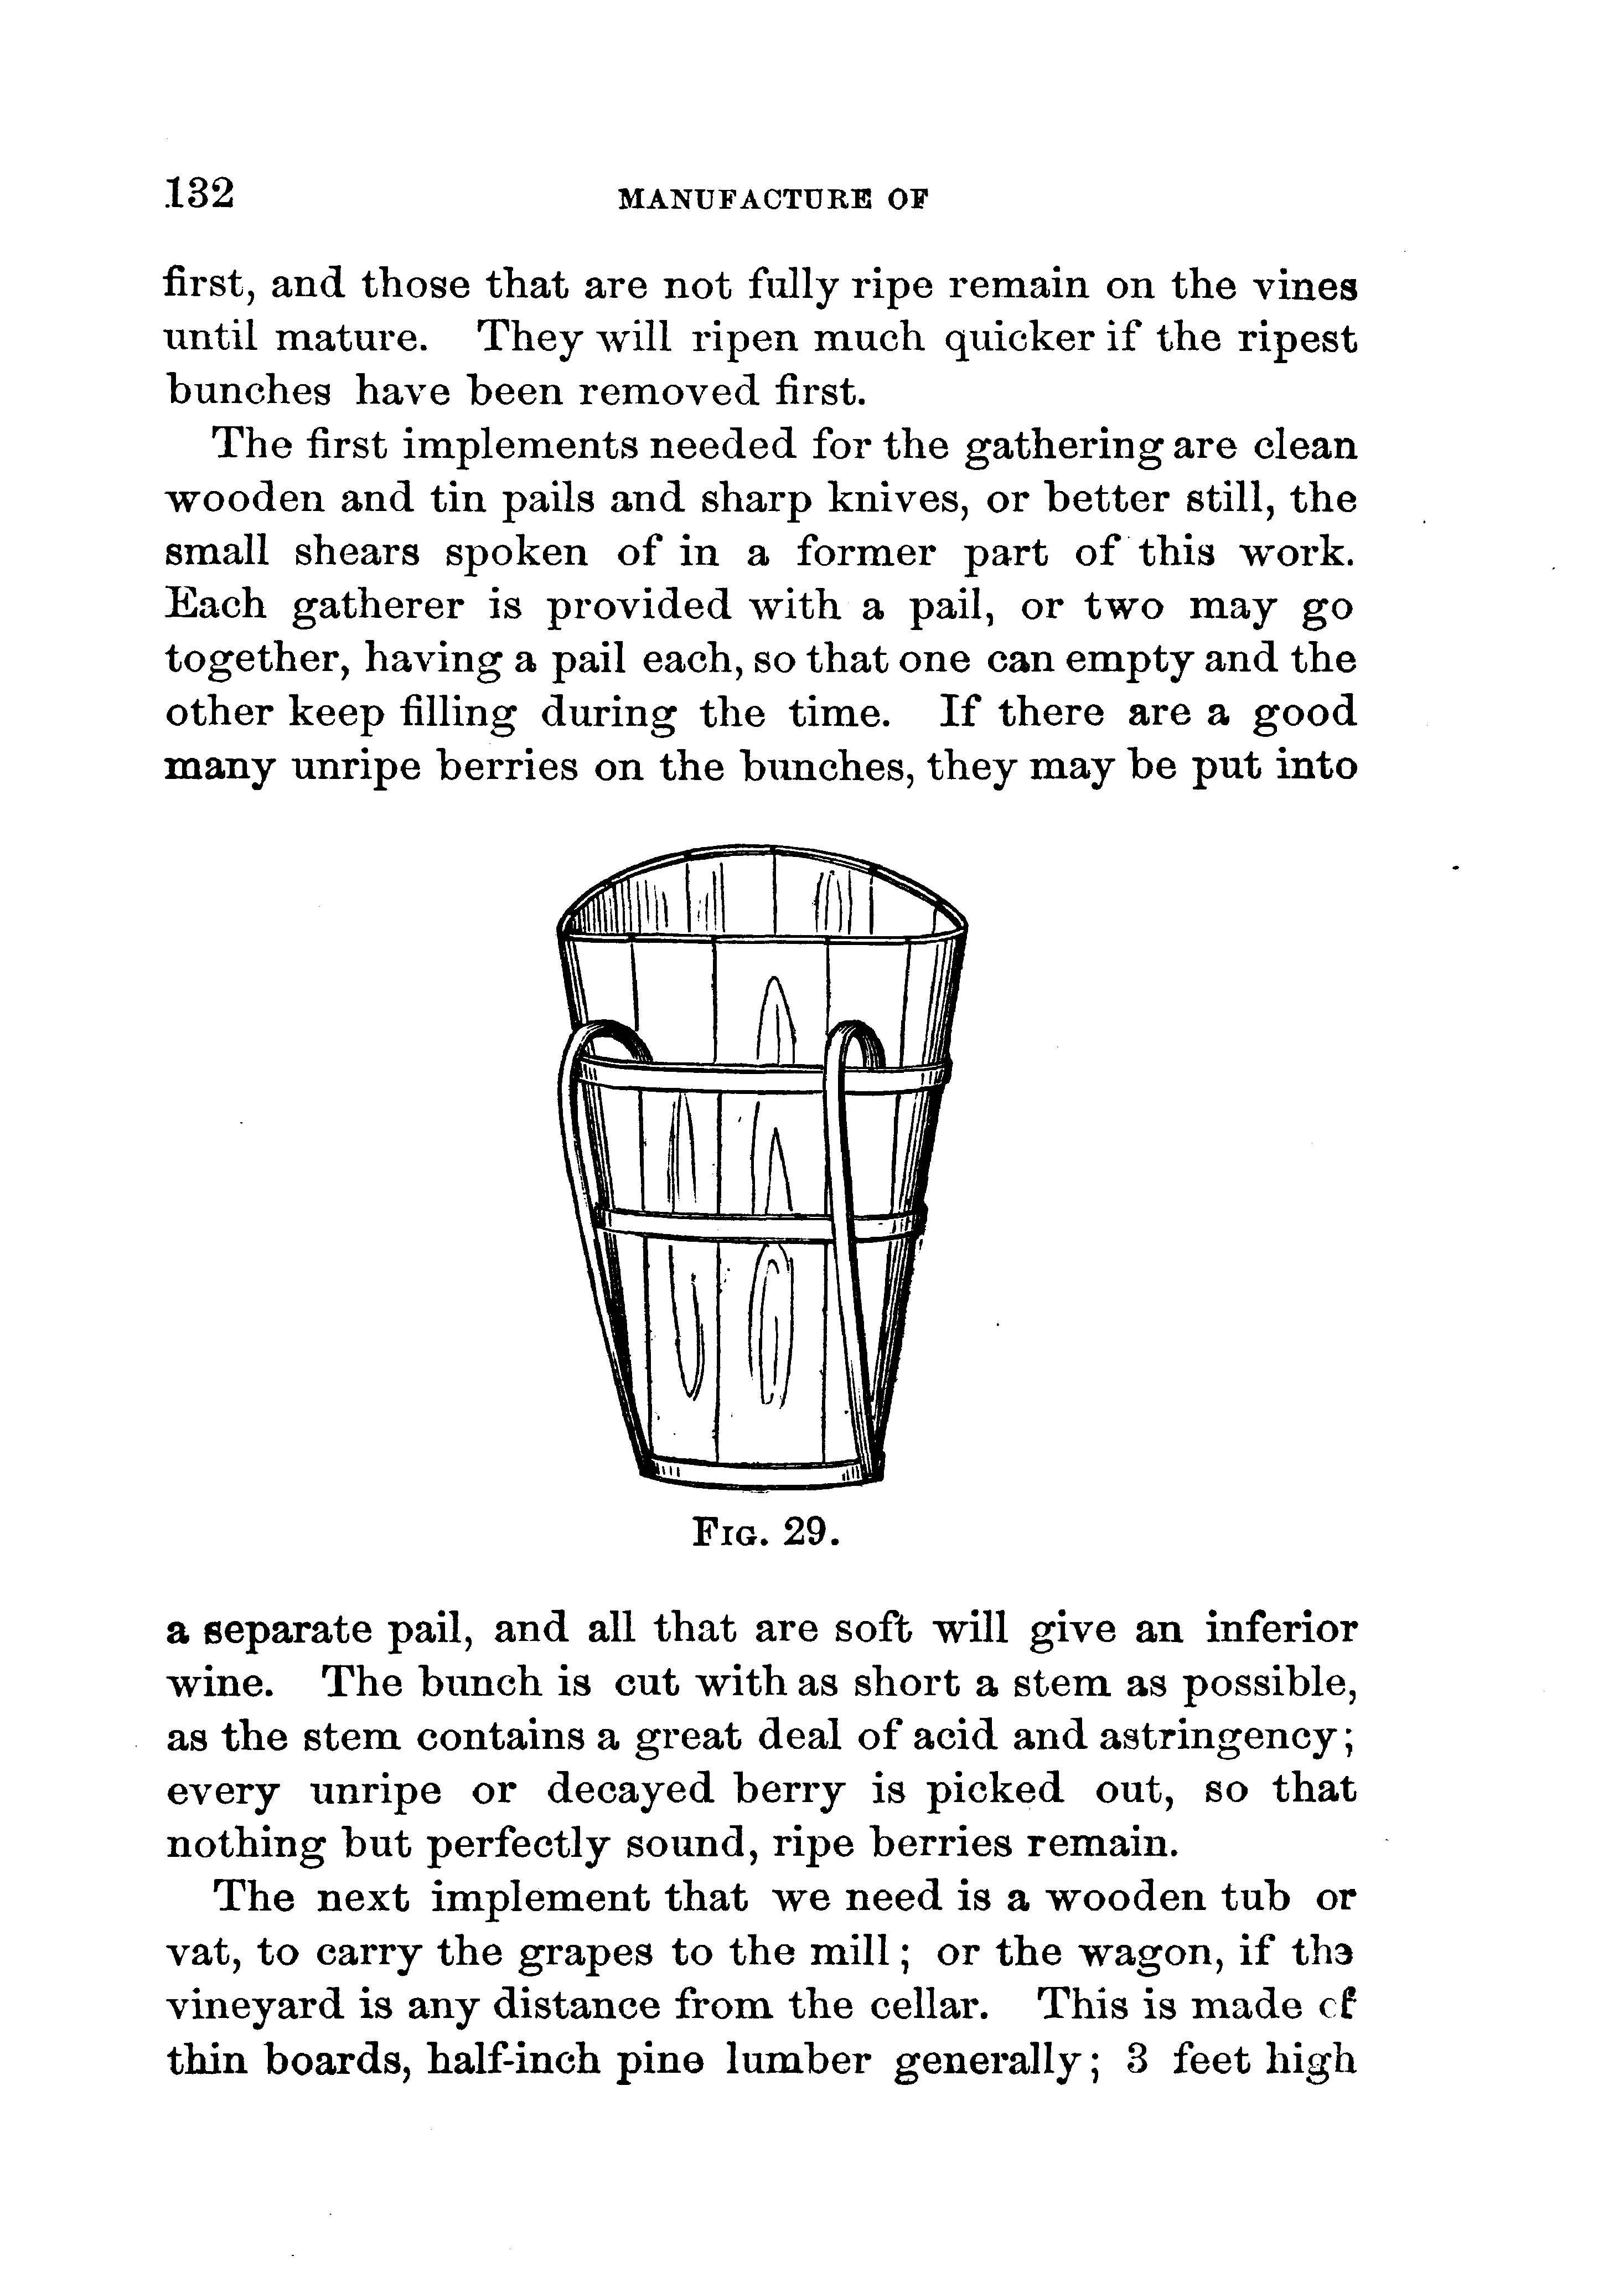 132 MANUFACTURE OF
first, and those that are not fully ripe remain on the vines
until mature. They will ripen much quicker if the ripest
bunches have been removed first.
The first implements needed for the gathering are clean
wooden and tin pails and sharp knives, or better still, the
small shears spoken of in a former part of this work.
Each gatherer is provided with a pail, or two may go
together, having a pail each, so that one can empty and the
other keep filling during the time. If there are a good
many unripe berries on the bunches, they may be put into
FIG. 29.
a separate pail, and all that are soft will give an inferior
wine. The bunch is cut with as short a stem as possible,
as the stem contains a great deal of acid and astringency;
every unripe or decayed berry is picked out, so that
nothing but perfectly sound, ripe berries remain.
The next implement that we need is a wooden tub or
vat, to carry the grapes to the mill; or the wagon, if the
vineyard is any distance from the cellar. This is made of
thin boards, half-inch pine lumber generally; 3 feet high